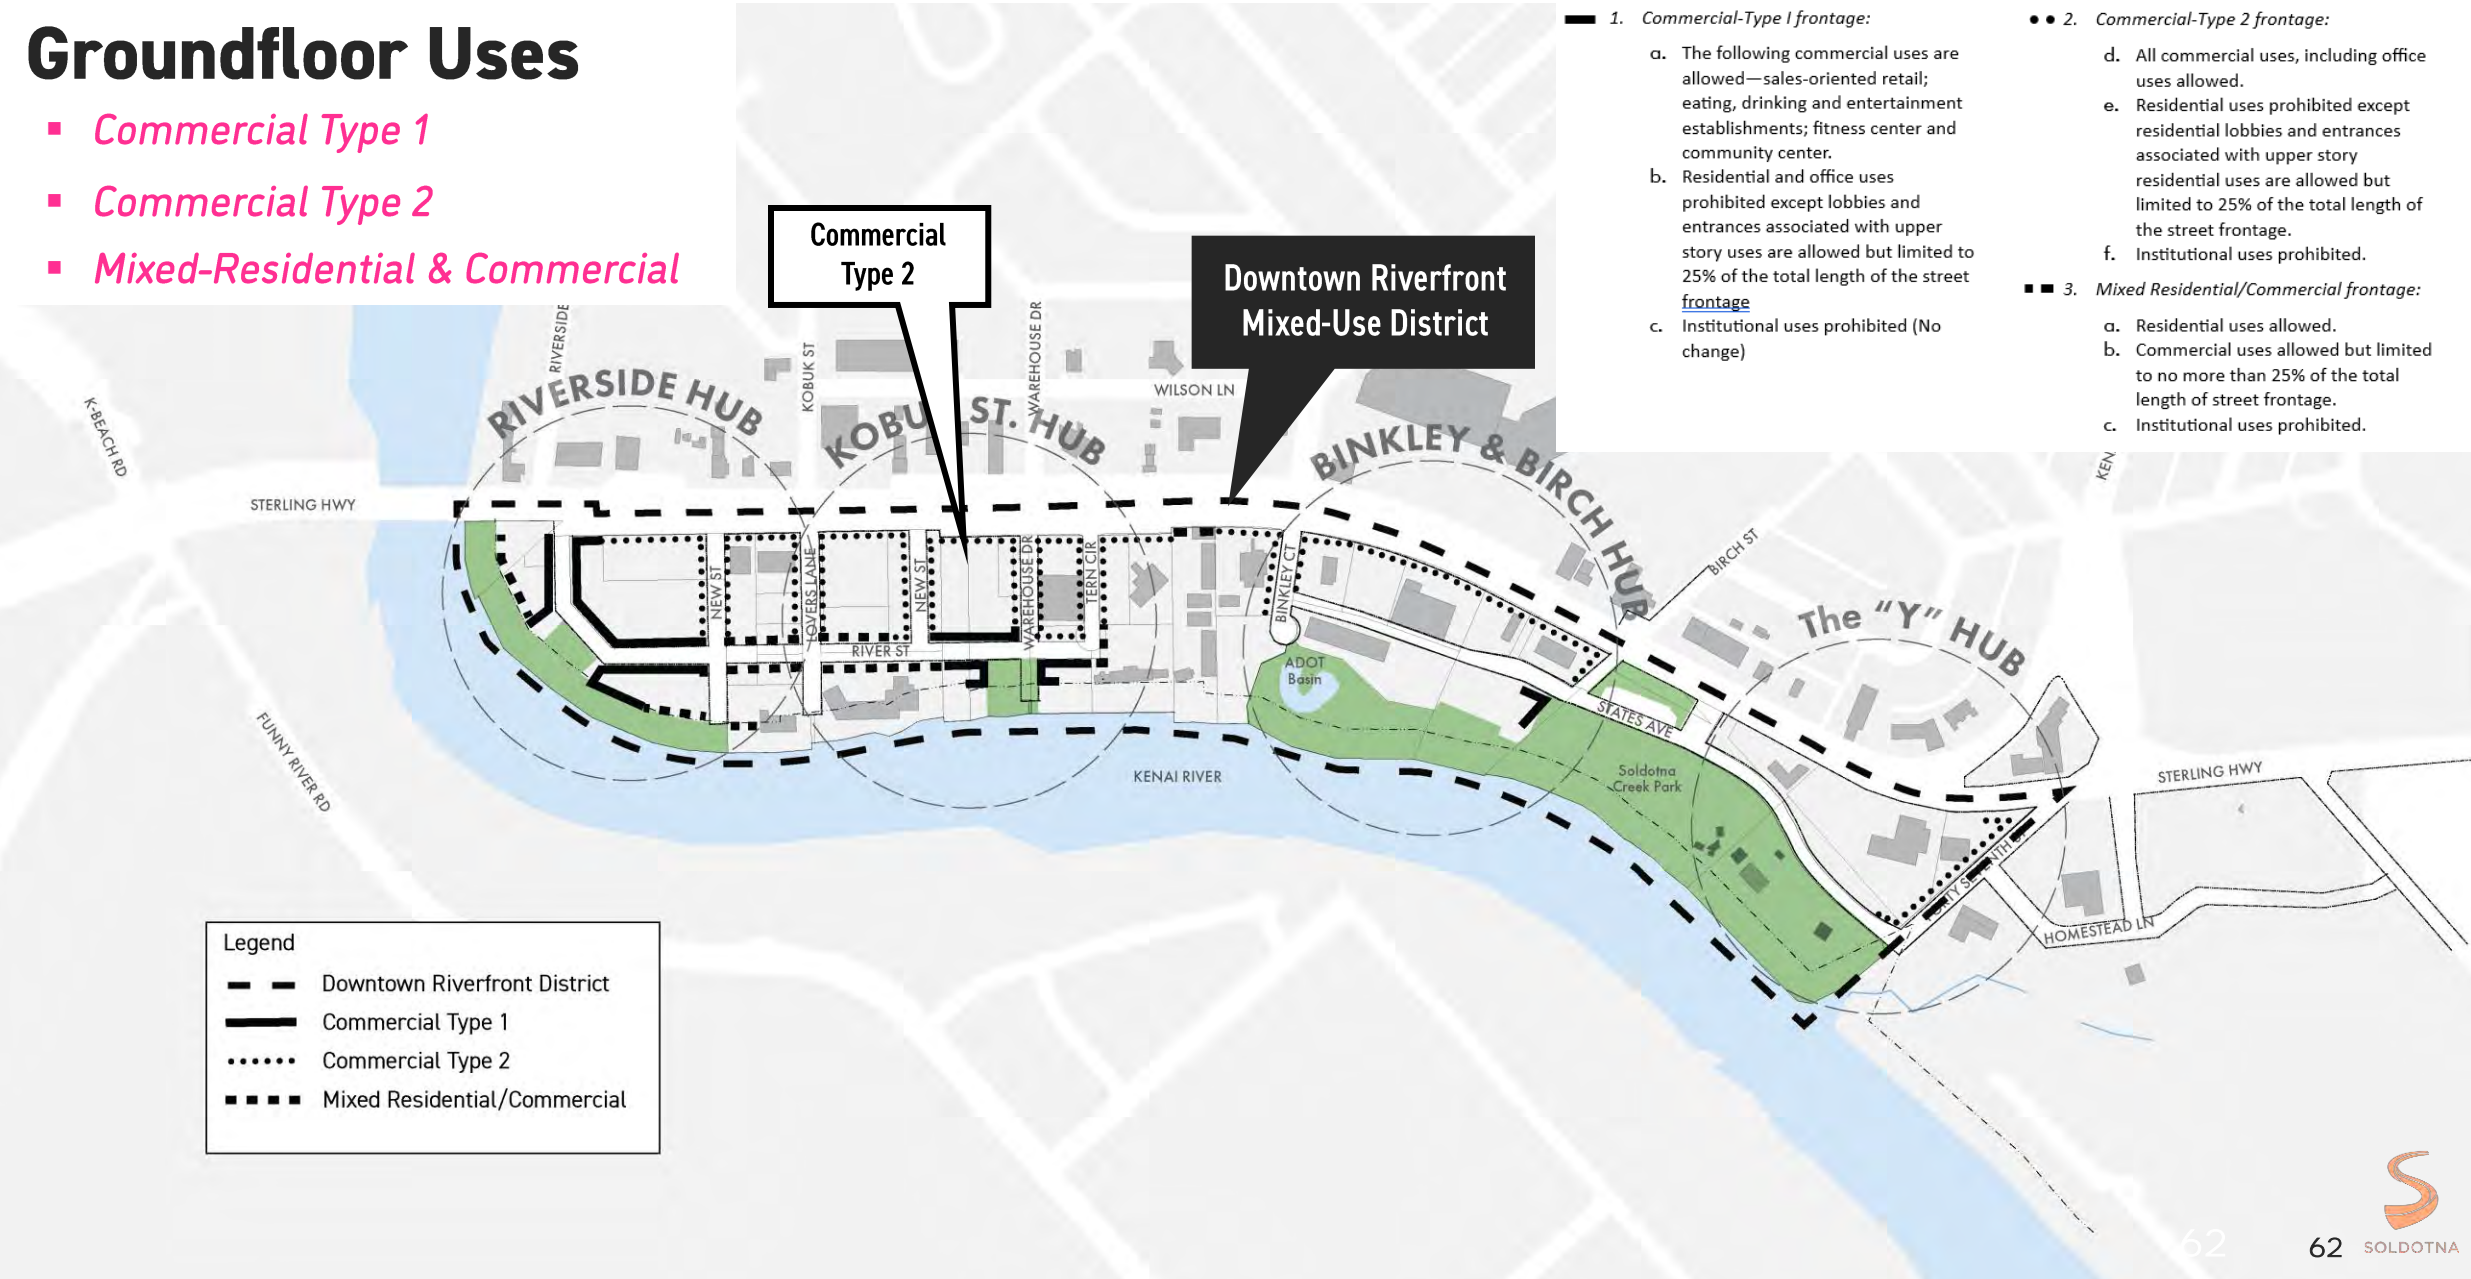 Groundfloor Uses
▪ Commercial Type 1
▪ Commercial Type 2
▪ Mixed-Residential & Commercial
1. Commercial-Type I frontage:
a. The following commercial uses are
allowed—sales-oriented retail;
eating, drinking and entertainment
establishments; fitness center and
community center.
b. Residential and office uses
prohibited except lobbies and
entrances associated with upper
story uses are allowed but limited to
25% of the total length of the street
frontage
c. Institutional uses prohibited (No
change)
2. Commercial-Type 2 frontage:
d. All commercial uses, including office
uses allowed.
e. Residential uses prohibited except
residential lobbies and entrances
associated with upper story
residential uses are allowed but
limited to 25% of the total length of
the street frontage.
f. Institutional uses prohibited.
3. Mixed Residential/Commercial frontage:
a. Residential uses allowed.
b. Commercial uses allowed but limited
to no more than 25% of the total
length of street frontage.
c. Institutional uses prohibited.
Commercial
Type 2
Downtown Riverfront
Mixed-Use District
RIVERSIDE
KOBUK ST
WAREHOUSE DR
WILSON LN
K-BEACH RD
KEN
RIVERSIDE HUB
KOBU ST. HUB
BINKLEY & BIRCH HUB
The "Y" HUB
STERLING HWY
BIRCH ST
NEW ST
LOVERS LANE
NEW ST
WAREHOUSE DR
TERN CIR
BINKLEY CT
RIVER ST
ADOT
Basin
STATES AVE
FUNNY RIVER RD
KENAI RIVER
Soldotna
Creek Park
STERLING HWY
FORTY SEVENTH ST
HOMESTEAD LN
Legend
Downtown Riverfront District
Commercial Type 1
Commercial Type 2
Mixed Residential/Commercial
62
62
SOLDOTNA